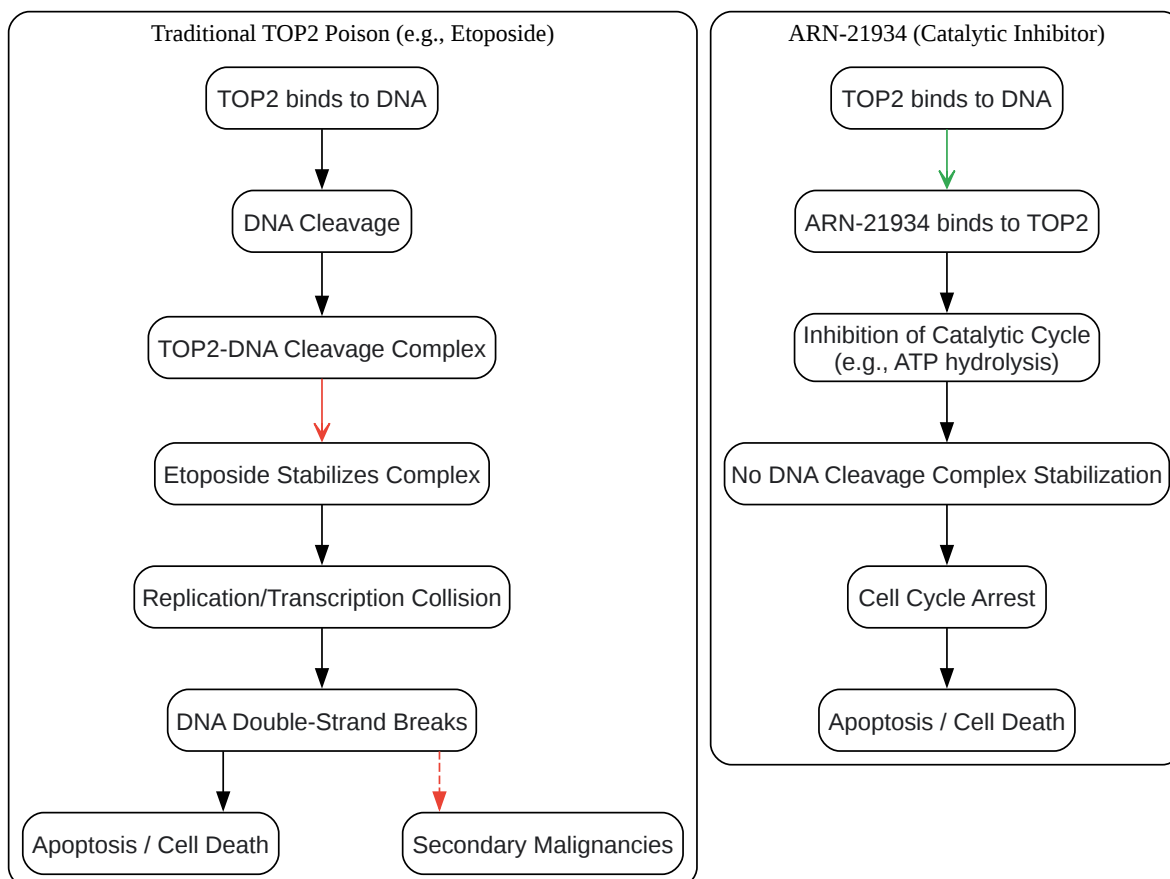 Traditional TOP2 Poison (e.g., Etoposide)
TOP2 binds to DNA
DNA Cleavage
TOP2-DNA Cleavage Complex
Etoposide Stabilizes Complex
Replication/Transcription Collision
DNA Double-Strand Breaks
Apoptosis / Cell Death
Secondary Malignancies
ARN-21934 (Catalytic Inhibitor)
TOP2 binds to DNA
ARN-21934 binds to TOP2
Inhibition of Catalytic Cycle
(e.g., ATP hydrolysis)
No DNA Cleavage Complex Stabilization
Cell Cycle Arrest
Apoptosis / Cell Death